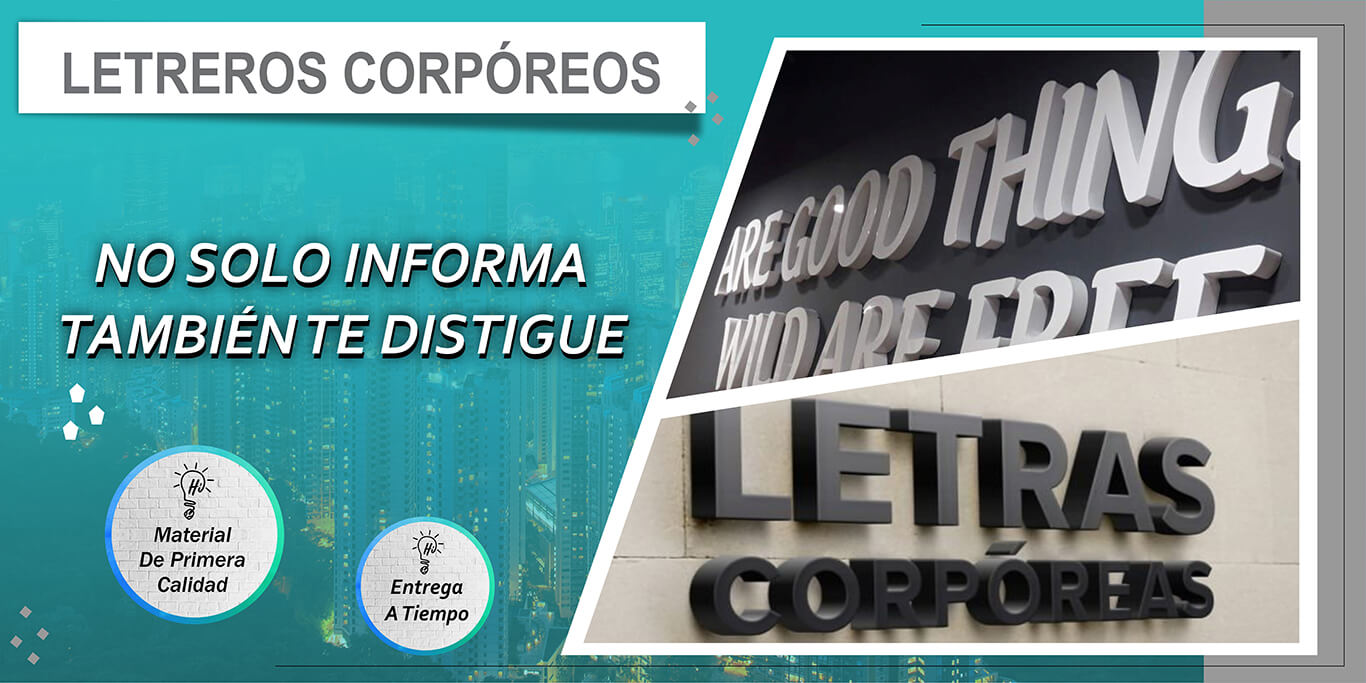 LETREROS CORPÓREOS
NO SOLO INFORMA
TAMBIÉN TE DISTIGUE
HJ
Material
De Primera
Calidad
HJ
Entrega
A Tiempo
ARE GOOD THING.
WILD ARE FREE
LETRAS
CORPÓREAS